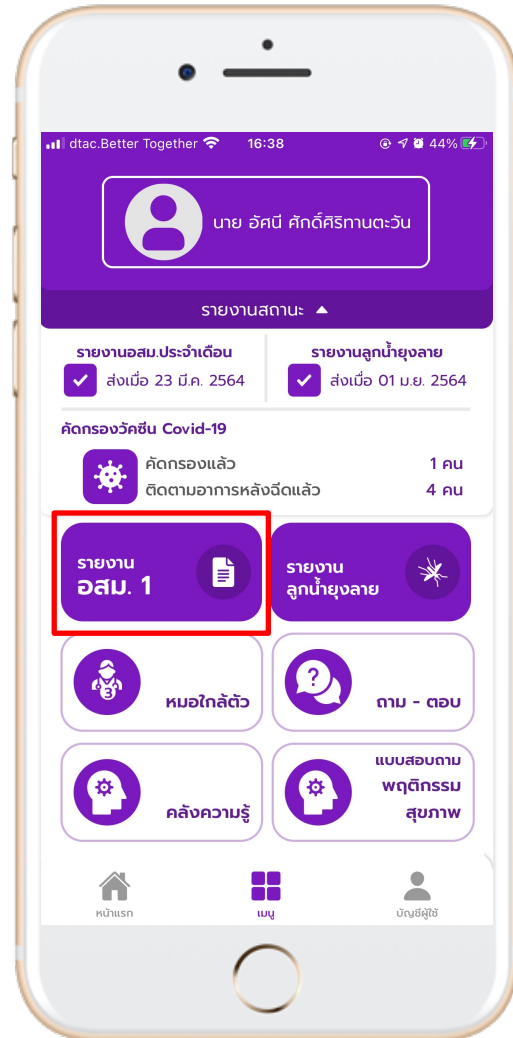 dtac.Better Together 16:38 44%
นาย อัศนี ศักดิ์ศิริทานตะวัน
รายงานสถานะ
รายงานอสม.ประจำเดือน
ส่งเมื่อ 23 มี.ค. 2564
รายงานลูกน้ำยุงลาย
ส่งเมื่อ 01 ม.ย. 2564
คัดกรองวัคซีน Covid-19
คัดกรองแล้ว 1 คน
ติดตามอาการหลังฉีดแล้ว 4 คน
รายงาน
อสม. 1
รายงาน
ลูกน้ำยุงลาย
3
หมอใกล้ตัว
?
ถาม - ตอบ
คลังความรู้
แบบสอบถาม
พฤติกรรม
สุขภาพ
หน้าแรก
เมนู
บัญชีผู้ใช้